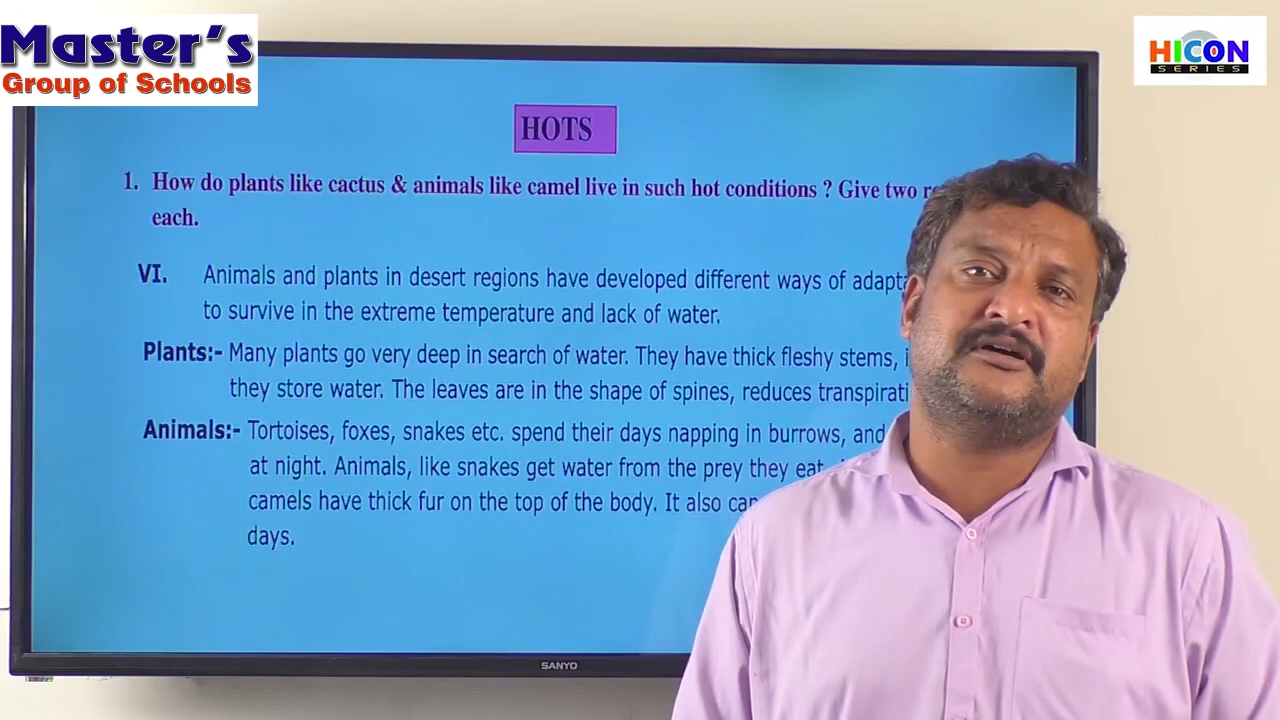 Master's
Group of Schools
HICON
SERIES
HOTS
1. How do plants like cactus & animals like camel live in such hot conditions ? Give two
each.
VI. Animals and plants in desert regions have developed different ways of
to survive in the extreme temperature and lack of water.
Plants:- Many plants go very deep in search of water. They have thick fleshy stems,
they store water. The leaves are in the shape of spines, reduces
Animals:- Tortoises, foxes, snakes etc. spend their days napping in burrows, and
at night. Animals, like snakes get water from the prey they eat.
camels have thick fur on the top of the body. It also can
days.
SANYO